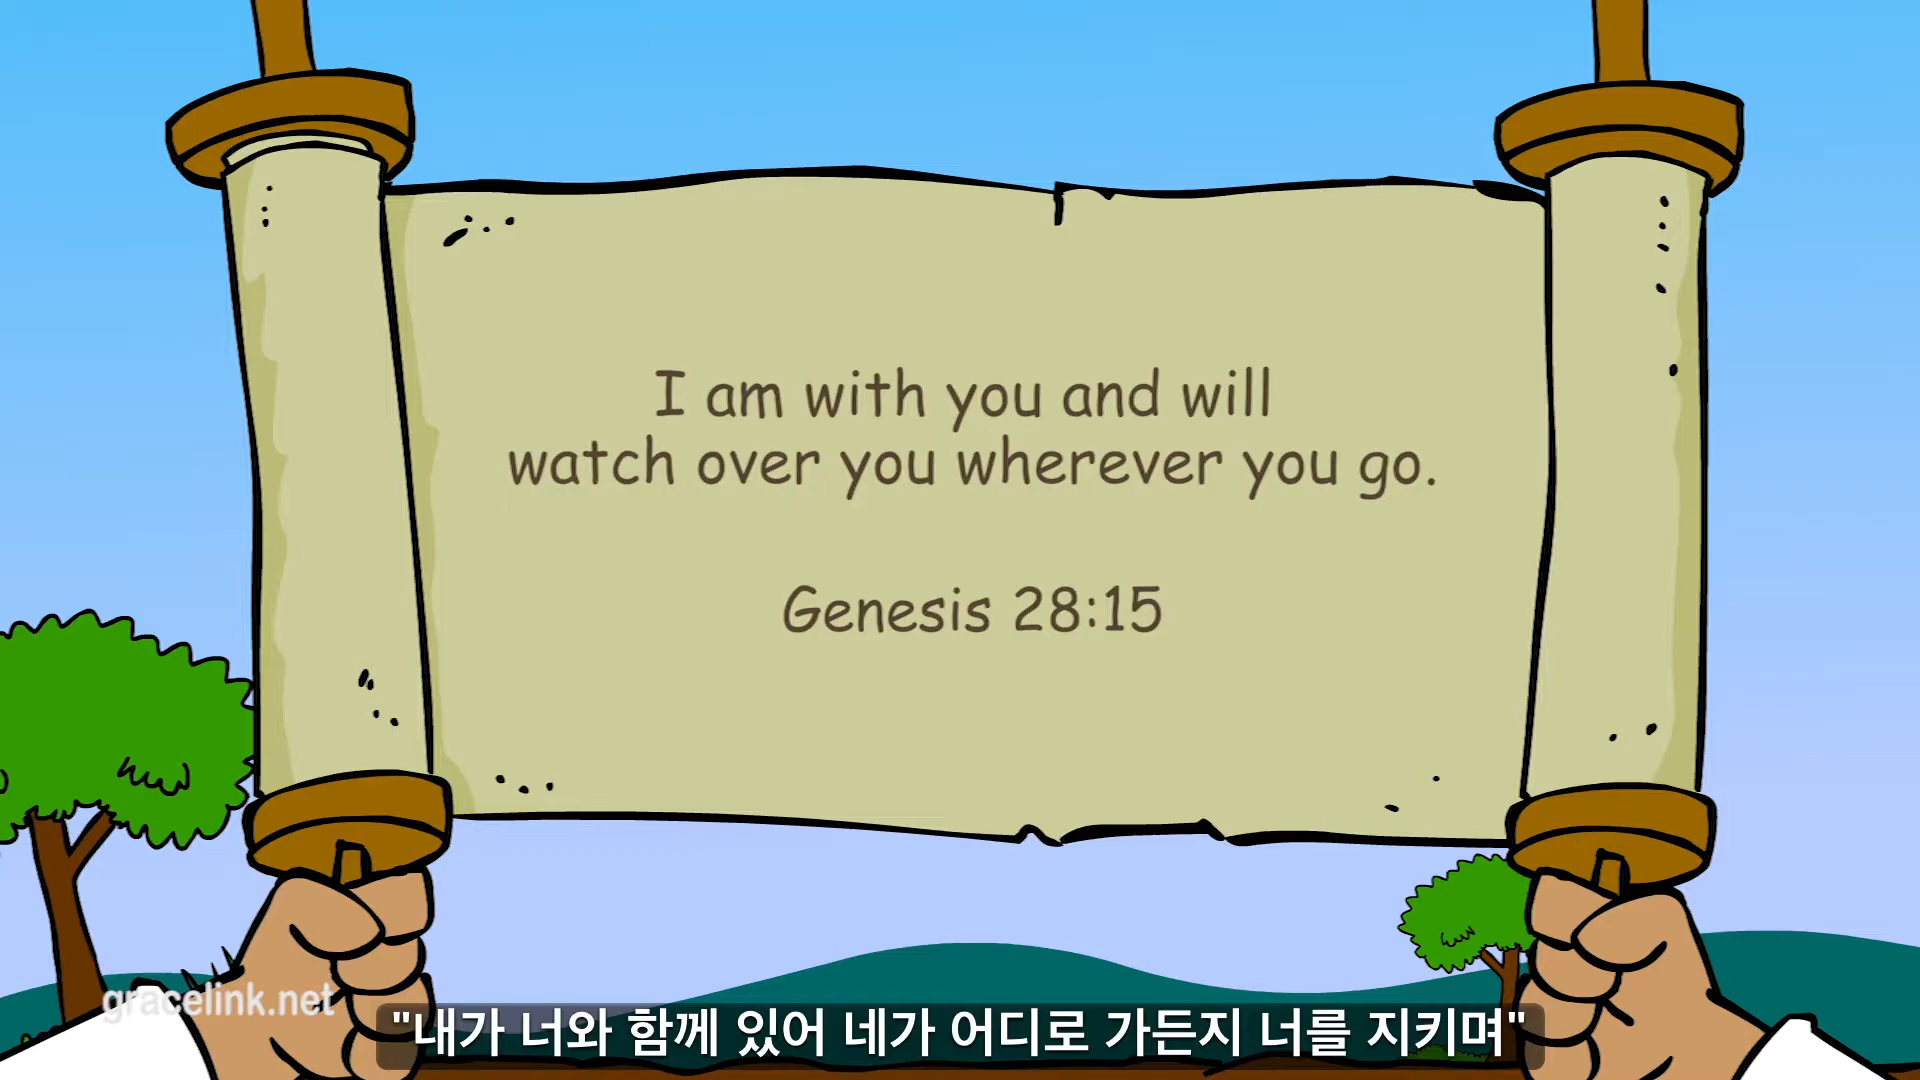 I am with you and will
watch over you wherever you go.
Genesis 28:15
gracelink.net
"내가 너와 함께 있어 네가 어디로 가든지 너를 지키며"